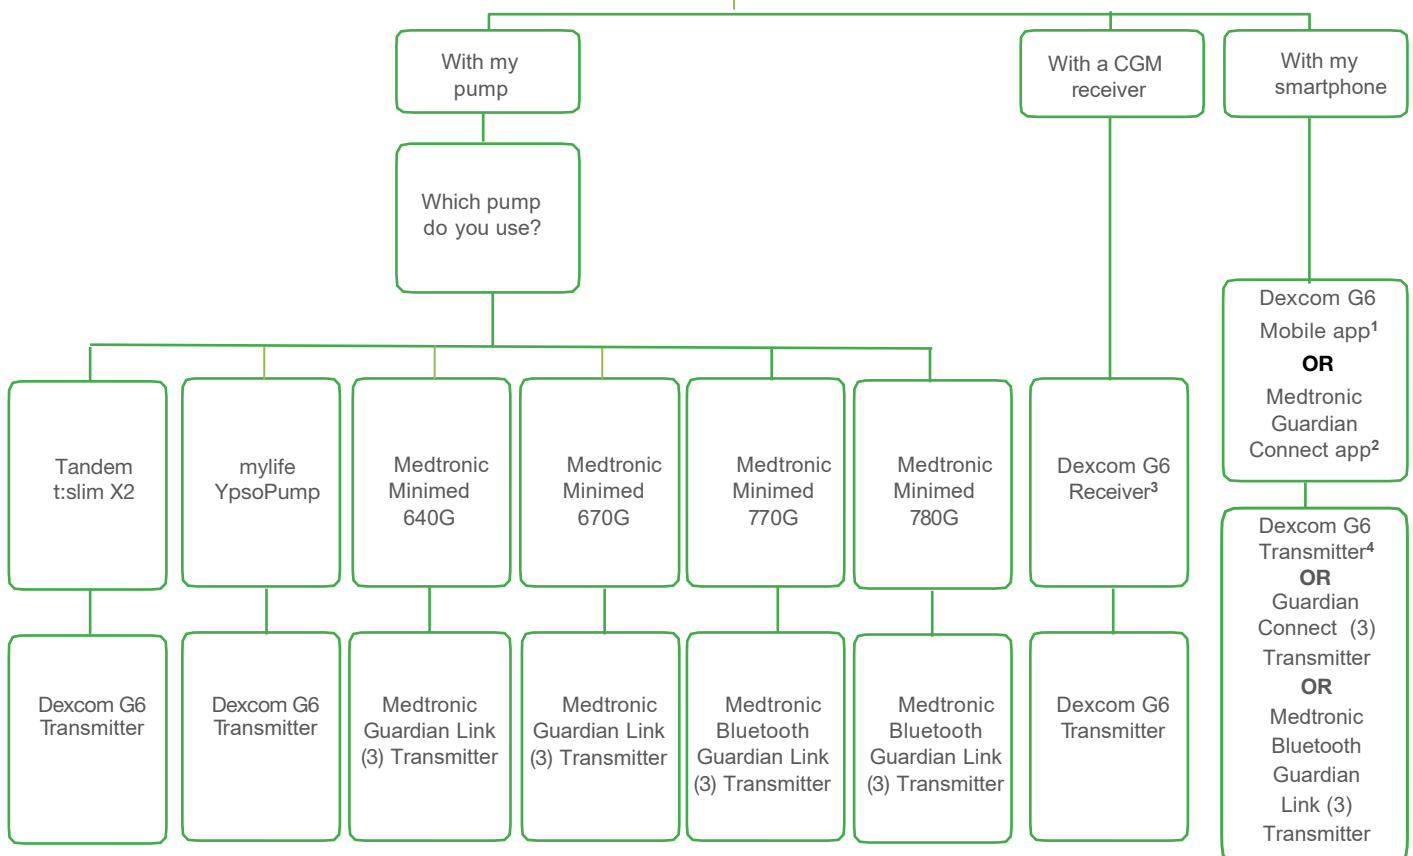 With my
pump
With a CGM
receiver
With my
smartphone
Which pump
do you use?
Dexcom G6
Mobile app¹
OR
Medtronic
Guardian
Connect app²
Tandem
t:slim X2
mylife
YpsoPump
Medtronic
Minimed
640G
Medtronic
Minimed
670G
Medtronic
Minimed
770G
Medtronic
Minimed
780G
Dexcom G6
Receiver³
Dexcom G6
Transmitter⁴
OR
Guardian
Connect (3)
Transmitter
OR
Medtronic
Bluetooth
Guardian
Link (3)
Transmitter
Dexcom G6
Transmitter
Dexcom G6
Transmitter
Medtronic
Guardian Link
(3) Transmitter
Medtronic
Guardian Link
(3) Transmitter
Medtronic
Bluetooth
Guardian Link
(3) Transmitter
Medtronic
Bluetooth
Guardian Link
(3) Transmitter
Dexcom G6
Transmitter